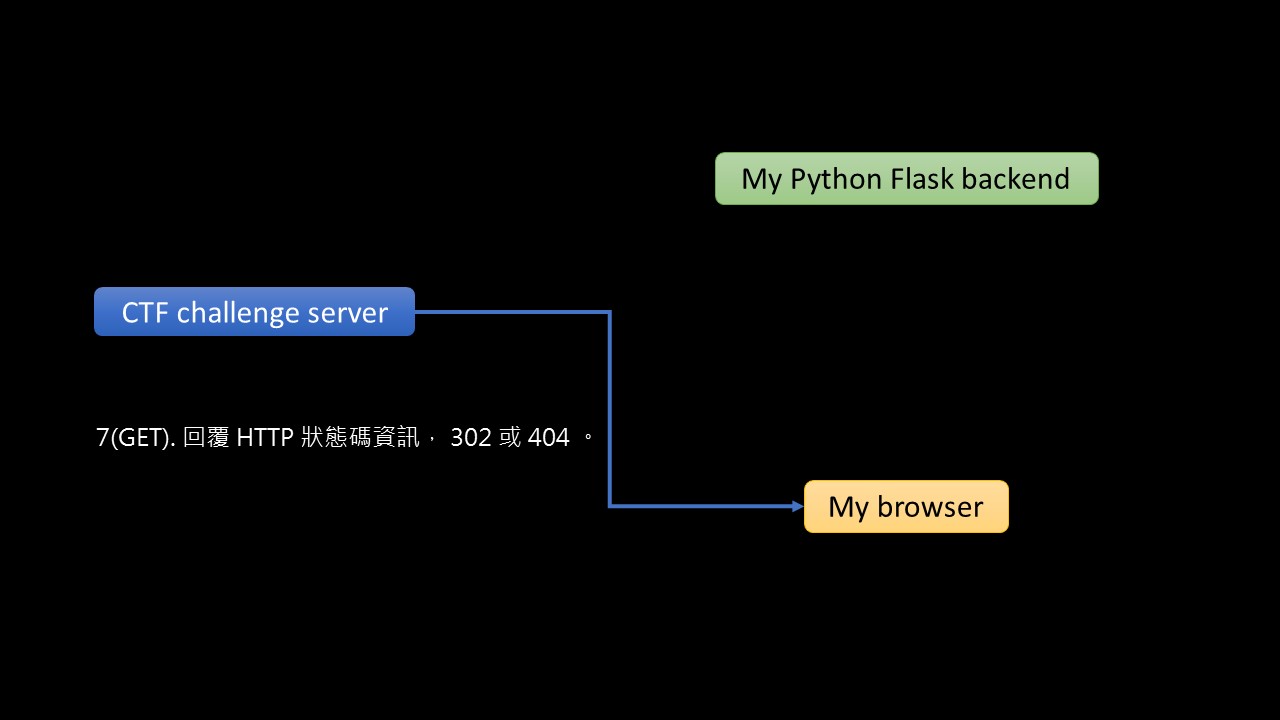 My Python Flask backend
CTF challenge server
7(GET). 回覆 HTTP 狀態碼資訊， 302 或 404 。
My browser